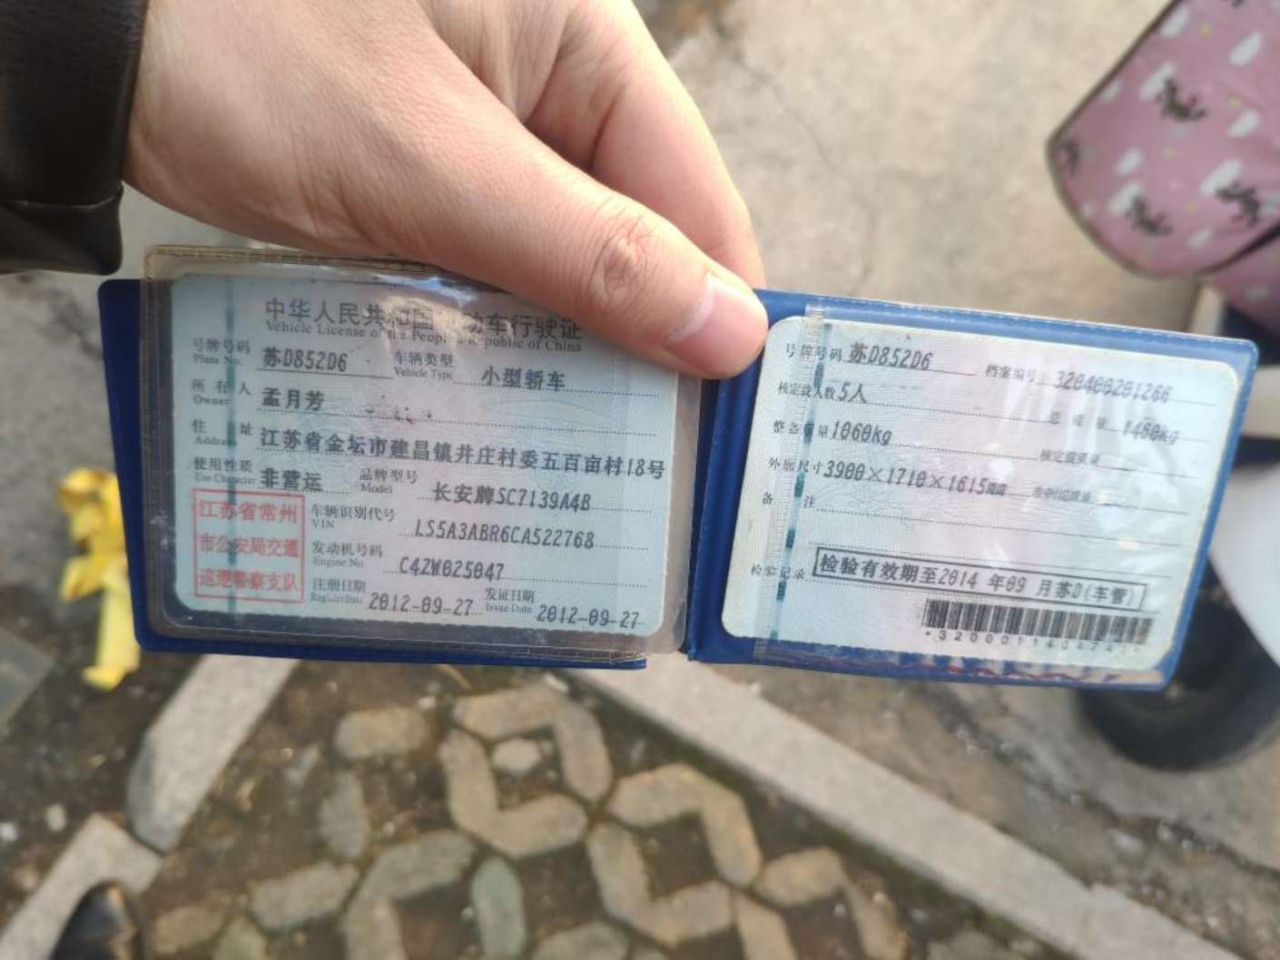 中华人民共和国机动车行驶证
Vehicle License of the People's Republic of China
号牌号码 Plate No. 苏D852D6 车辆类型 Vehicle Type 小型轿车
所有人 Owner 孟月芳
住址 Address 江苏省金坛市建昌镇井庄村委五百亩村18号
使用性质 Use Character 非营运 品牌型号 Model 长安牌SC7139A4B
江苏省常州
市公安局交通
巡逻警察支队
车辆识别代号 VIN LS5A3ABR6CA522768
发动机号码 Engine No. C4ZW025047
注册日期 Register Date 2012-09-27 发证日期 Issue Date 2012-09-27
号牌号码 苏D852D6 档案编号 320400201266
核定载人数 5人 总质量 1460kg
整备质量 1060kg 核定载质量
外廓尺寸 3900×1710×1615
备注
检验记录 检验有效期至2014 年09 月苏D(车管)